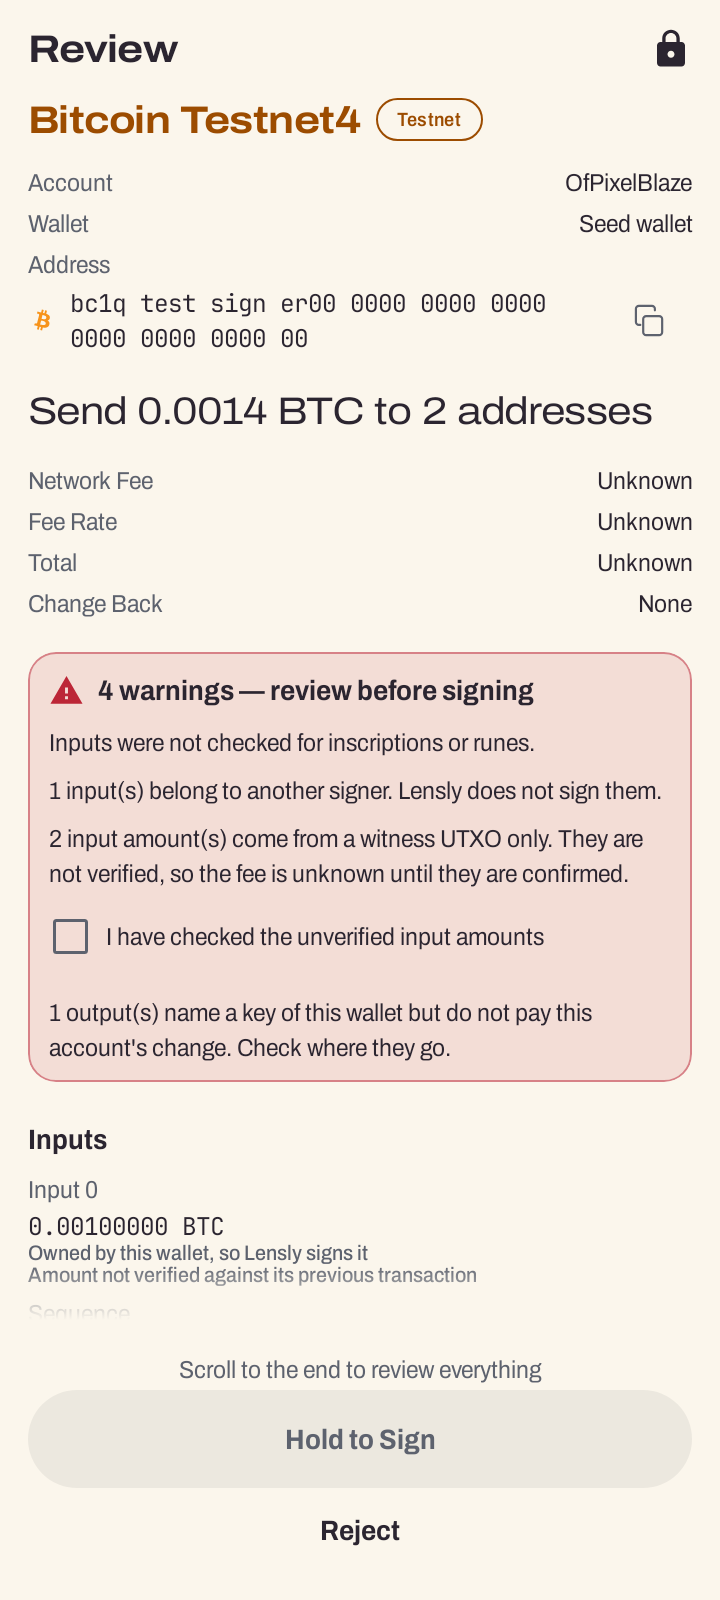 Review
Bitcoin Testnet4
Testnet
Account
OfPixelBlaze
Wallet
Seed wallet
Address
bc1q test sign er00 0000 0000 0000
0000 0000 0000 00
Send 0.0014 BTC to 2 addresses
Network Fee
Unknown
Fee Rate
Unknown
Total
Unknown
Change Back
None
4 warnings — review before signing
Inputs were not checked for inscriptions or runes.
1 input(s) belong to another signer. Lensly does not sign them.
2 input amount(s) come from a witness UTXO only. They are
not verified, so the fee is unknown until they are confirmed.
I have checked the unverified input amounts
1 output(s) name a key of this wallet but do not pay this
account's change. Check where they go.
Inputs
Input 0
0.00100000 BTC
Owned by this wallet, so Lensly signs it
Amount not verified against its previous transaction
Sequence
Scroll to the end to review everything
Hold to Sign
Reject